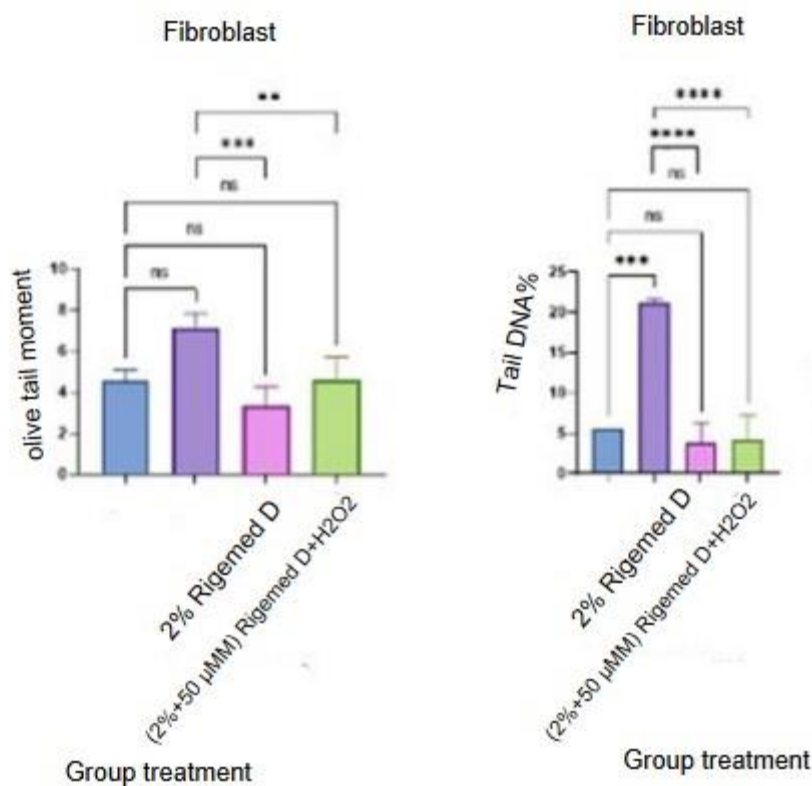 Fibroblast
**
***
ns
ns
ns
olive tail moment
10
8
6
4
2
0
2% Rigemed D
(2%+50 µMM) Rigemed D+H2O2
Group treatment
Fibroblast
****
****
ns
ns
***
Tail DNA%
25
20
15
10
5
0
2% Rigemed D
(2%+50 µMM) Rigemed D+H2O2
Group treatment